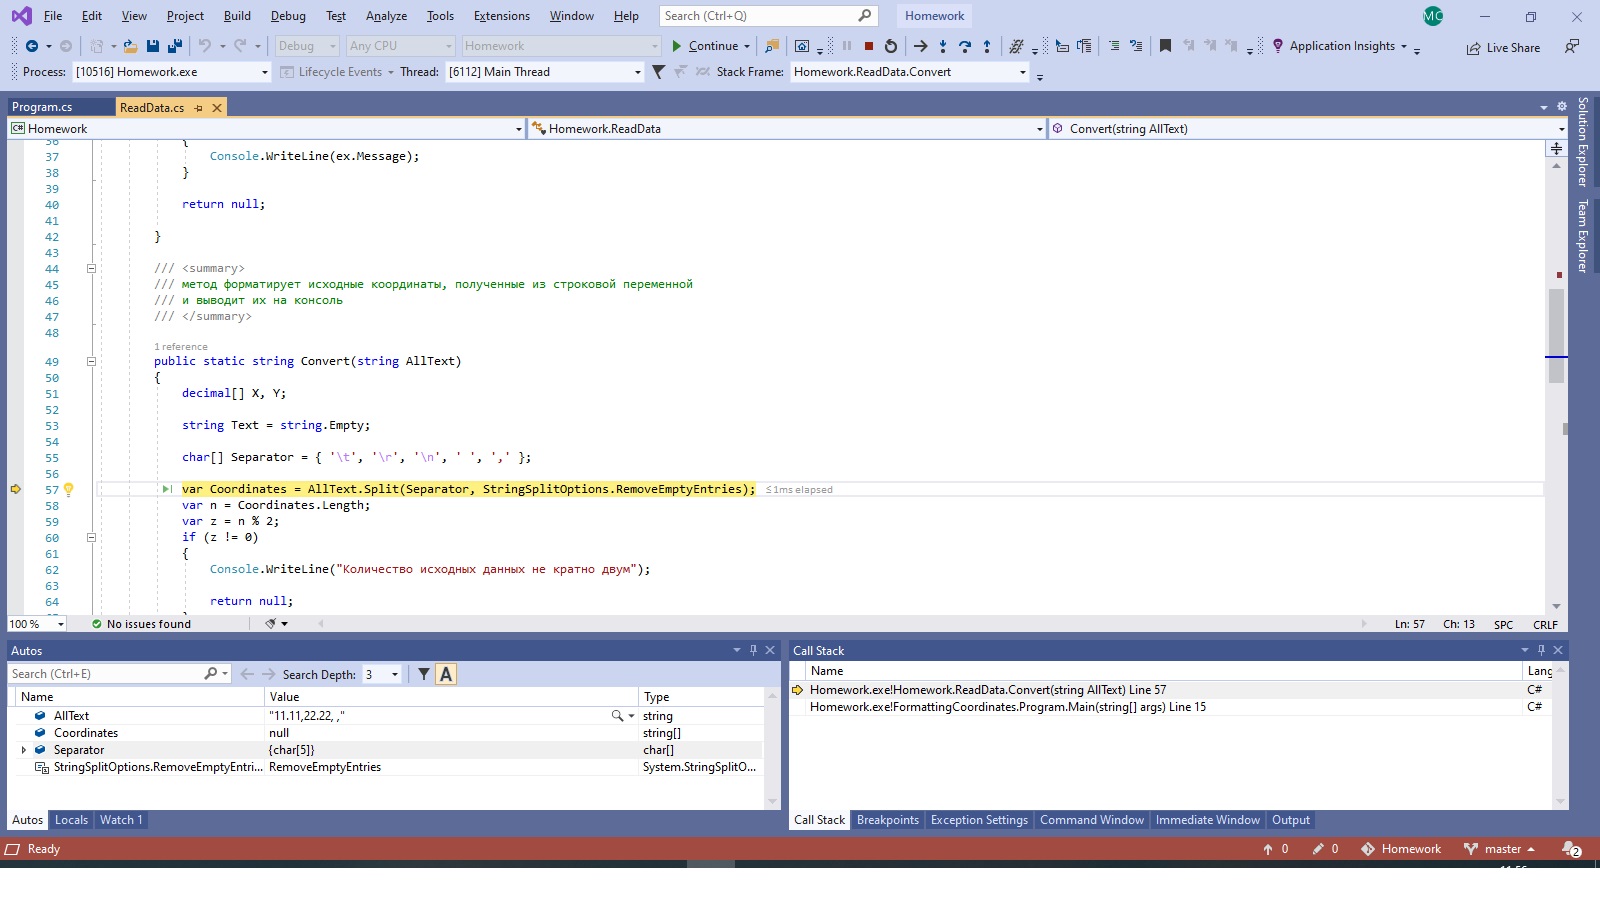 File Edit View Project Build Debug Test Analyze Tools Extensions Window Help Search (Ctrl+Q) Homework MC
Debug Any CPU Homework Continue Application Insights Live Share
Process: [10516] Homework.exe Lifecycle Events Thread: [6112] Main Thread Stack Frame: Homework.ReadData.Convert
Program.cs ReadData.cs
C# Homework Homework.ReadData Convert(string AllText)
Solution Explorer
Team Explorer
36 {
37 Console.WriteLine(ex.Message);
38 }
39
40 return null;
41
42 }
43
44 /// <summary>
45 /// метод форматирует исходные координаты, полученные из строковой переменной
46 /// и выводит их на консоль
47 /// </summary>
48
1 reference
49 public static string Convert(string AllText)
50 {
51 decimal[] X, Y;
52
53 string Text = string.Empty;
54
55 char[] Separator = { '\t', '\r', '\n', ' ', ',' };
56
57 var Coordinates = AllText.Split(Separator, StringSplitOptions.RemoveEmptyEntries); ≤1ms elapsed
58 var n = Coordinates.Length;
59 var z = n % 2;
60 if (z != 0)
61 {
62 Console.WriteLine("Количество исходных данных не кратно двум");
63
64 return null;
100 % No issues found Ln: 57 Ch: 13 SPC CRLF
Autos
Search (Ctrl+E) Search Depth: 3 A
Name Value Type
AllText "11.11,22.22, ," string
Coordinates null string[]
Separator {char[5]} char[]
StringSplitOptions.RemoveEmptyEntri... RemoveEmptyEntries System.StringSplitO...
Autos Locals Watch 1
Call Stack
Name Lang
Homework.exe!Homework.ReadData.Convert(string AllText) Line 57 C#
Homework.exe!FormattingCoordinates.Program.Main(string[] args) Line 15 C#
Call Stack Breakpoints Exception Settings Command Window Immediate Window Output
Ready 0 0 Homework master 2